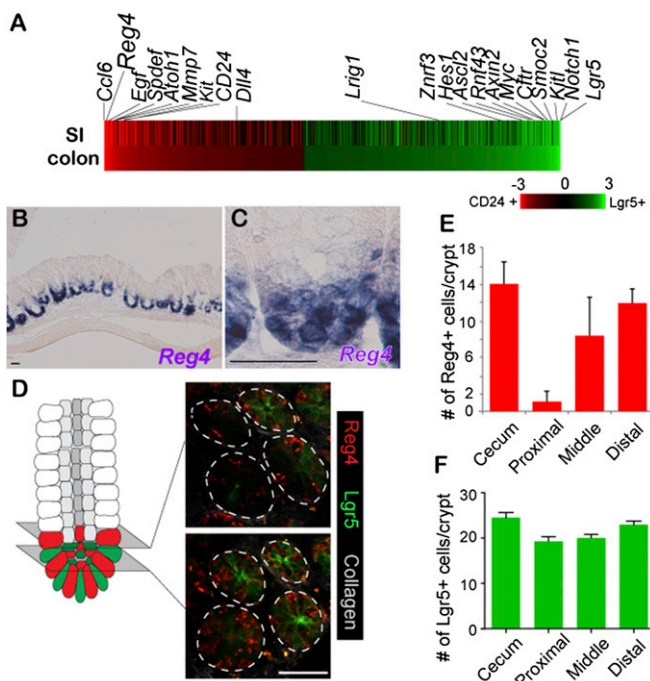 A
Ccl6
Reg4
Egf
Spdef
Atoh1
Mmp7
Kit
CD24
Dll4
Lrig1
Znrf3
Hes1
Ascl2
Rnf43
Axin2
Myc
Cftr
Smoc2
Kitl
Notch1
Lgr5
SI
colon
-3 0 3
CD24 + Lgr5+
B
Reg4
C
Reg4
D
Reg4
Lgr5
Collagen
E
# of Reg4+ cells/crypt
18
14
10
6
2
0
Cecum
Proximal
Middle
Distal
F
# of Lgr5+ cells/crypt
30
20
10
0
Cecum
Proximal
Middle
Distal